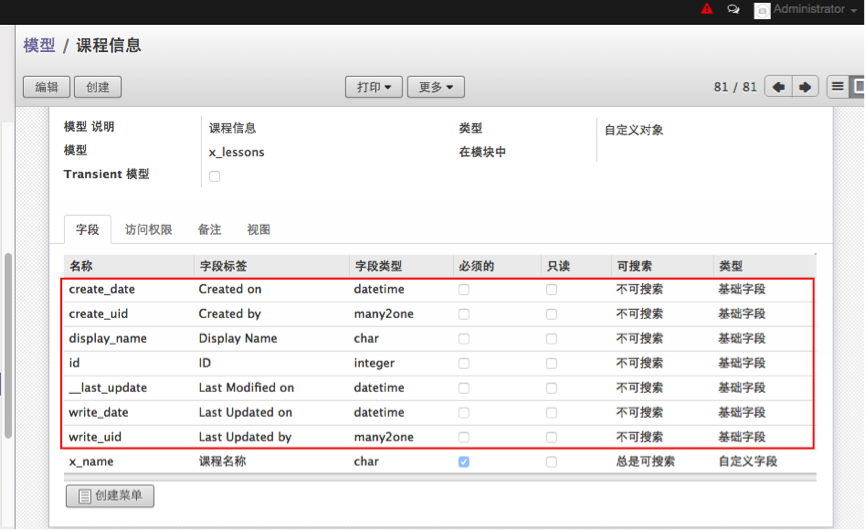 Administrator
模型 / 课程信息
编辑 创建 打印 更多 81 / 81
模型 说明 课程信息 类型 自定义对象
模型 x_lessons 在模块中
Transient 模型
字段 访问权限 备注 视图
名称 字段标签 字段类型 必须的 只读 可搜索 类型
create_date Created on datetime 不可搜索 基础字段
create_uid Created by many2one 不可搜索 基础字段
display_name Display Name char 不可搜索 基础字段
id ID integer 不可搜索 基础字段
__last_update Last Modified on datetime 不可搜索 基础字段
write_date Last Updated on datetime 不可搜索 基础字段
write_uid Last Updated by many2one 不可搜索 基础字段
x_name 课程名称 char 总是可搜索 自定义字段
创建菜单